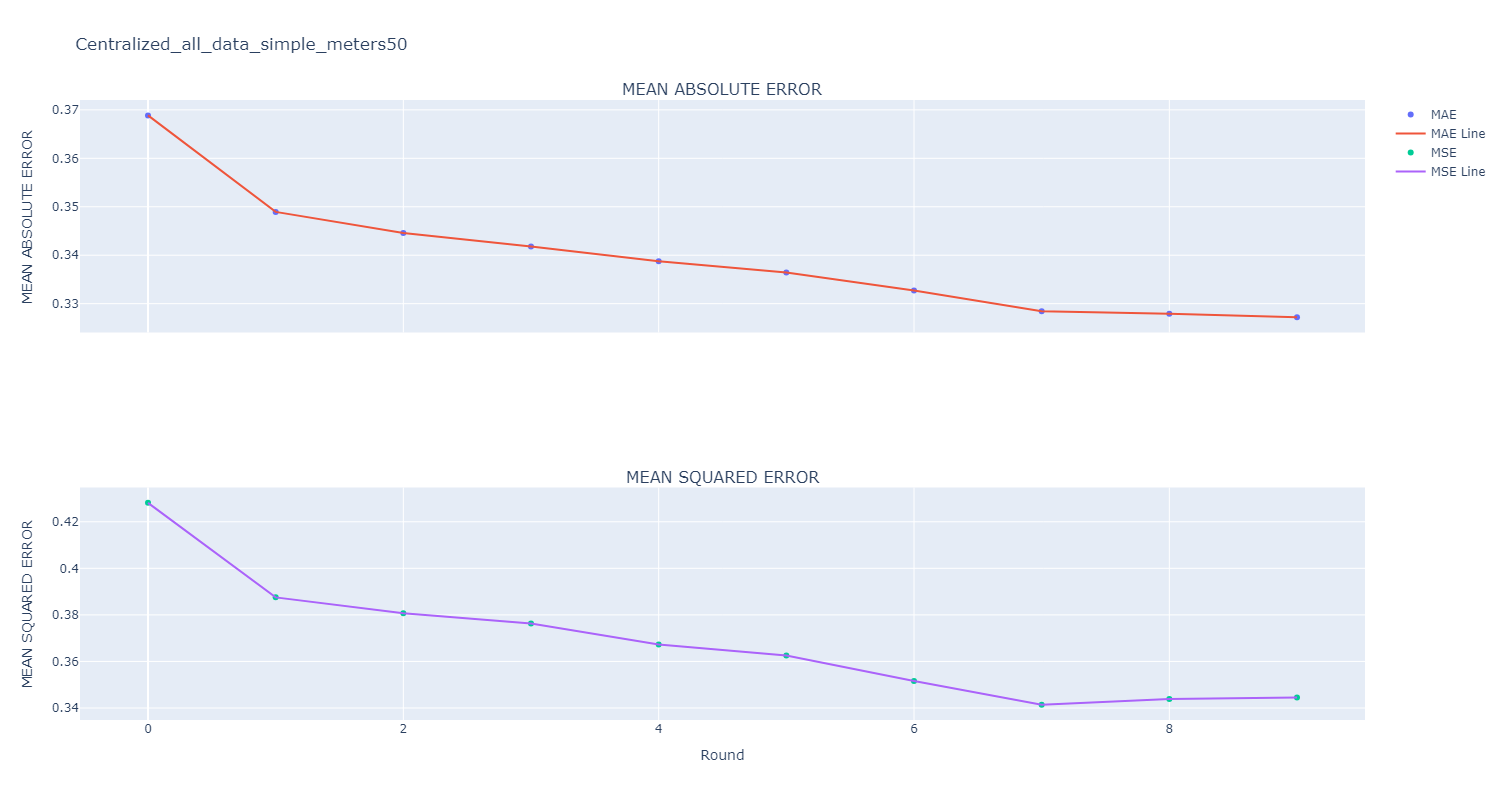 Centralized_all_data_simple_meters50
MEAN ABSOLUTE ERROR
MEAN ABSOLUTE ERROR
0.37
0.36
0.35
0.34
0.33
MAE
MAE Line
MSE
MSE Line
MEAN SQUARED ERROR
MEAN SQUARED ERROR
0.42
0.4
0.38
0.36
0.34
0 2 4 6 8
Round